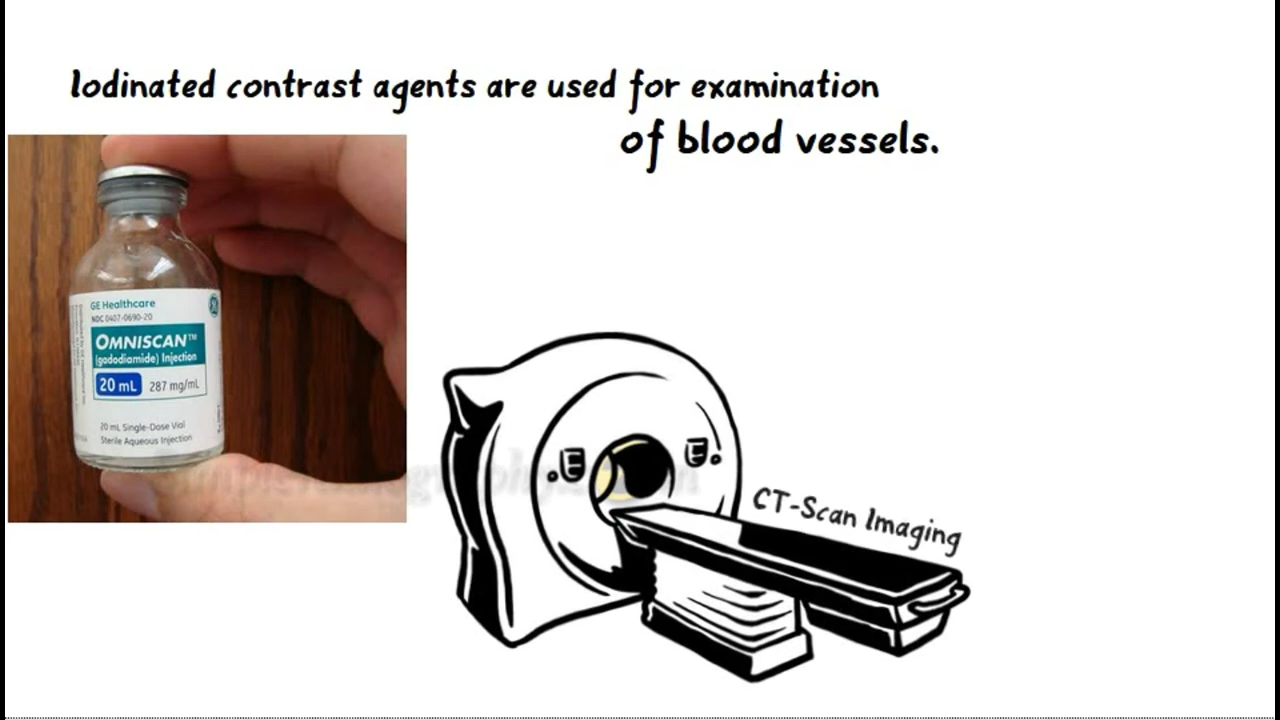 Iodinated contrast agents are used for examination
of blood vessels.
GE Healthcare
NDC 0407-0690-20
OMNISCAN™
(gadodiamide) Injection
20 mL 287 mg/mL
20 mL Single-Dose Vial
Sterile Aqueous Injection
CT-Scan Imaging